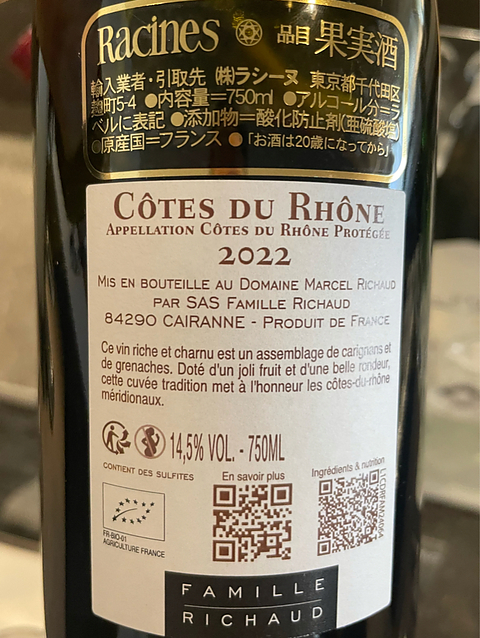 Racines 品目 果実酒
輸入業者・引取先 ㈱ラシーヌ 東京都千代田区
麹町5-4 ●内容量=750ml ●アルコール分=ラ
ベルに表記 ●添加物=酸化防止剤(亜硫酸塩)
●原産国=フランス ●「お酒は20歳になってから」
CÔTES DU RHÔNE
APPELLATION CÔTES DU RHÔNE PROTÉGÉE
2022
MIS EN BOUTEILLE AU DOMAINE MARCEL RICHAUD
PAR SAS FAMILLE RICHAUD
84290 CAIRANNE - PRODUIT DE FRANCE
Ce vin riche et charnu est un assemblage de carignans et
de grenaches. Doté d'un joli fruit et d'une belle rondeur,
cette cuvée tradition met à l'honneur les côtes-du-rhône
méridionaux.
14,5% VOL. - 750ML
CONTIENT DES SULFITES
En savoir plus
Ingrédients & nutrition
FR-BIO-01
AGRICULTURE FRANCE
FAMILLE
RICHAUD